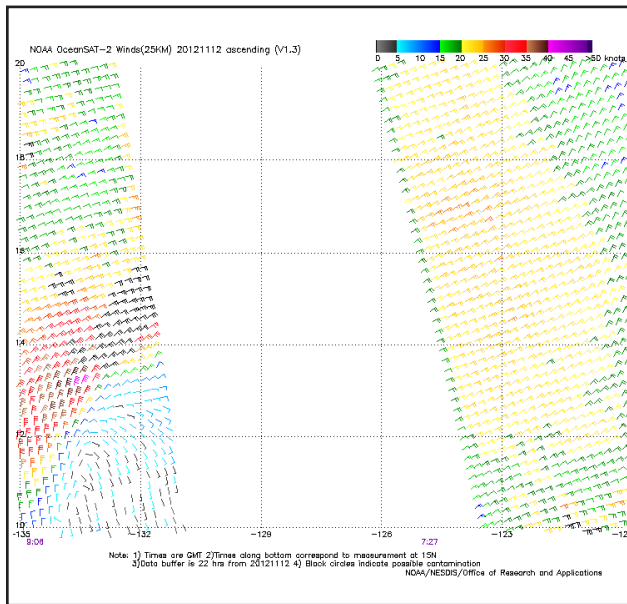 NOAA OceanSAT-2 Winds(25KM) 20121112 ascending (V1.3)
0 5 10 15 20 25 30 35 40 45 >50 knots
20
18
16
14
12
10
-135 -132 -129 -126 -123
9:06 7:27
Note: 1) Times are GMT 2)Times along bottom correspond to measurement at 15N
3)Data buffer is 22 hrs from 20121112 4) Black circles indicate possible contamination
NOAA/NESDIS/Office of Research and Applications